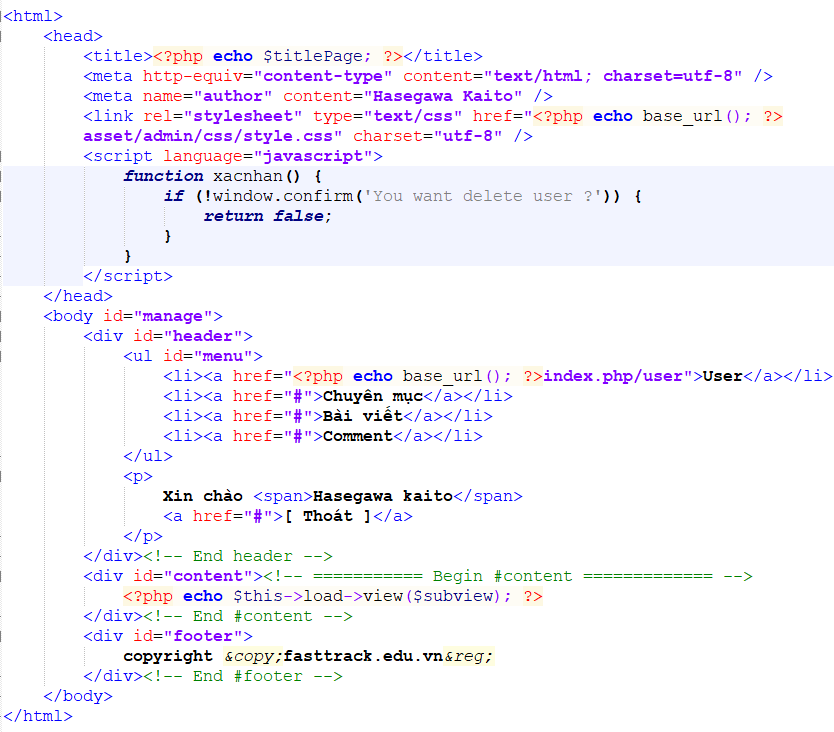 <html>
<head>
<title><?php echo $titlePage; ?></title>
<meta http-equiv="content-type" content="text/html; charset=utf-8" />
<meta name="author" content="Hasegawa Kaito" />
<link rel="stylesheet" type="text/css" href="<?php echo base_url(); ?>
asset/admin/css/style.css" charset="utf-8" />
<script language="javascript">
function xacnhan() {
if (!window.confirm('You want delete user ?')) {
return false;
}
}
</script>
</head>
<body id="manage">
<div id="header">
<ul id="menu">
<li><a href="<?php echo base_url(); ?>index.php/user">User</a></li>
<li><a href="#">Chuyên mục</a></li>
<li><a href="#">Bài viết</a></li>
<li><a href="#">Comment</a></li>
</ul>
<p>
Xin chào <span>Hasegawa kaito</span>
<a href="#">[ Thoát ]</a>
</p>
</div><!-- End header -->
<div id="content"><!-- =========== Begin #content ============= -->
<?php echo $this->load->view($subview); ?>
</div><!-- End #content -->
<div id="footer">
copyright &copy;fasttrack.edu.vn&reg;
</div><!-- End #footer -->
</body>
</html>